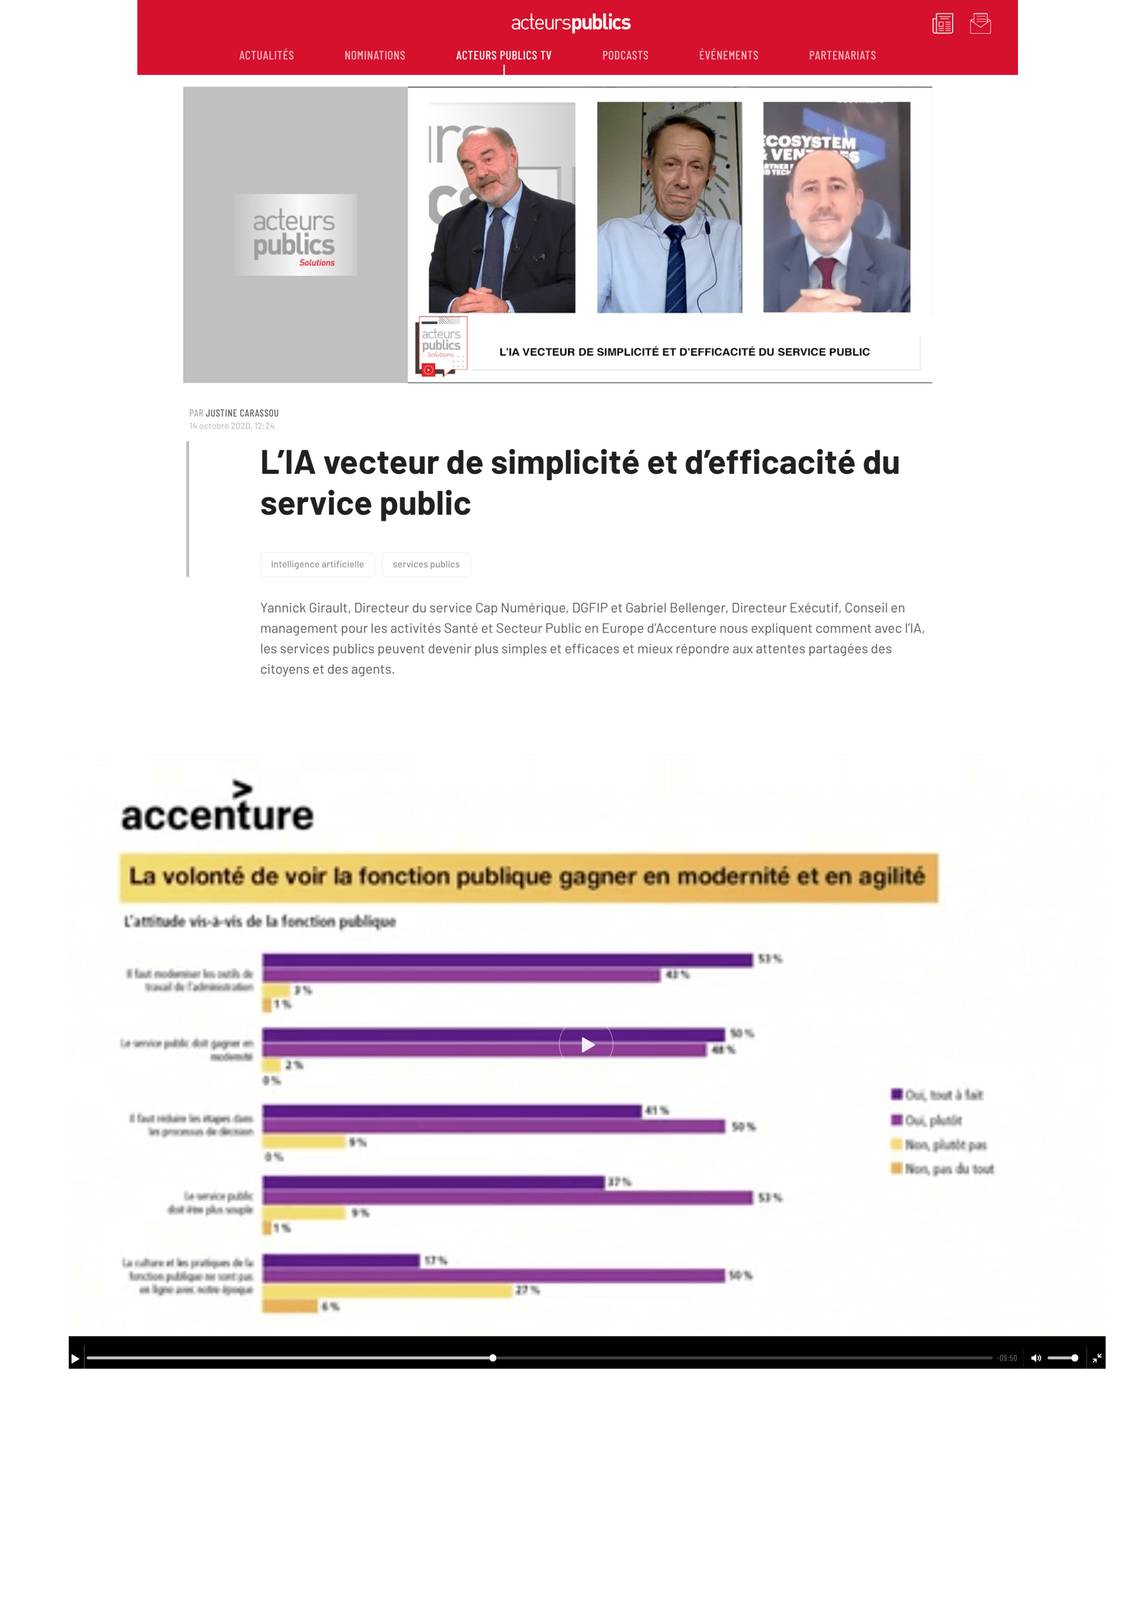 acteurspublics
ACTUALITÉS NOMINATIONS ACTEURS PUBLICS TV PODCASTS ÉVÉNEMENTS PARTENARIATS
ECOSYSTEM
& VENTURES
acteurs
publics
Solutions
acteurs
publics
Solutions
L'IA VECTEUR DE SIMPLICITÉ ET D'EFFICACITÉ DU SERVICE PUBLIC
PAR JUSTINE CARASSOU
14 octobre 2020, 12:24
L'IA vecteur de simplicité et d'efficacité du
service public
Intelligence artificielle services publics
Yannick Girault, Directeur du service Cap Numérique, DGFIP et Gabriel Bellenger, Directeur Exécutif, Conseil en
management pour les activités Santé et Secteur Public en Europe d'Accenture nous expliquent comment avec l'IA,
les services publics peuvent devenir plus simples et efficaces et mieux répondre aux attentes partagées des
citoyens et des agents.
>
accenture
La volonté de voir la fonction publique gagner en modernité et en agilité
L'attitude vis-à-vis de la fonction publique
Il faut moderniser les outils de
travail de l'administration
53 %
43 %
3 %
1 %
Le service public doit gagner en
modernité
50 %
48 %
2 %
0 %
Il faut réduire les étapes dans
les processus de décision
41 %
50 %
9 %
0 %
Le service public
doit être plus souple
37 %
53 %
9 %
1 %
La culture et les pratiques de la
fonction publique ne sont pas
en ligne avec notre époque
17 %
50 %
27 %
6 %
Oui, tout à fait
Oui, plutôt
Non, plutôt pas
Non, pas du tout
-09:50